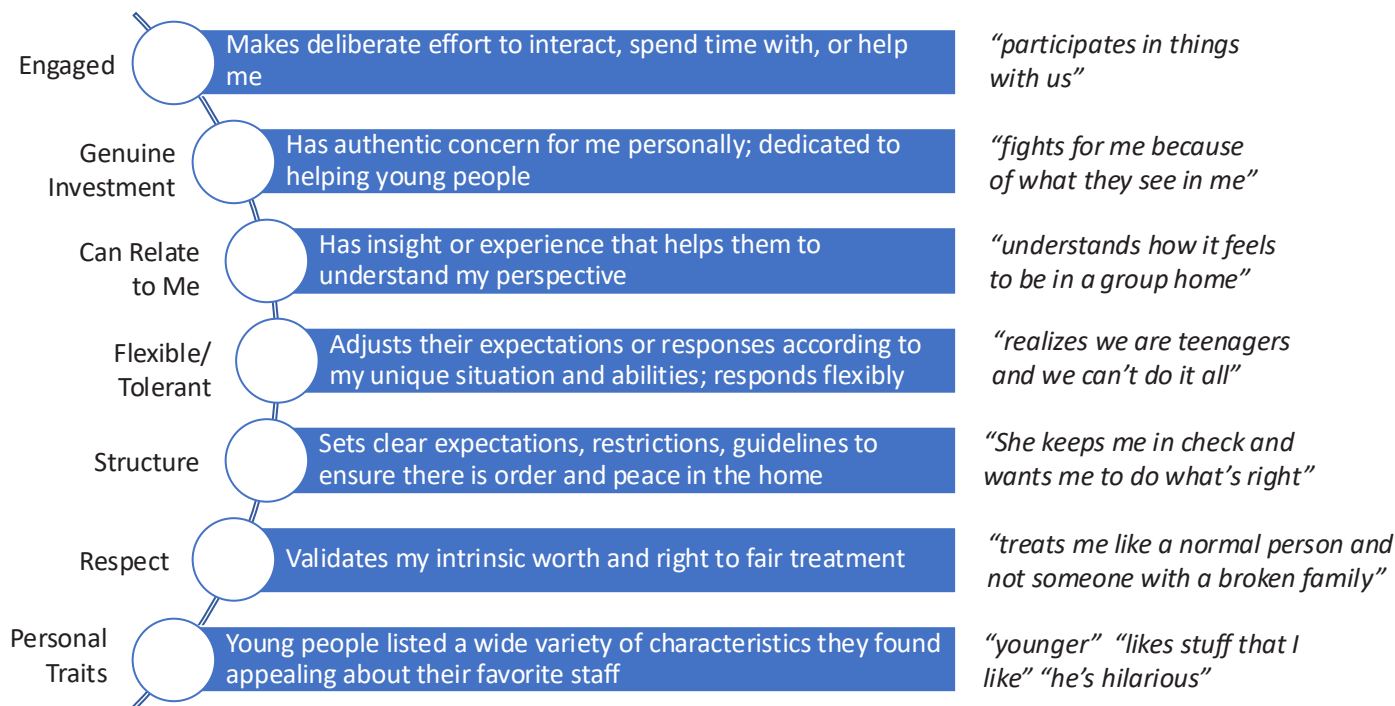 Engaged
Makes deliberate effort to interact, spend time with, or help
me
“participates in things
with us”
Genuine
Investment
Has authentic concern for me personally; dedicated to
helping young people
“fights for me because
of what they see in me”
Can Relate
to Me
Has insight or experience that helps them to
understand my perspective
“understands how it feels
to be in a group home”
Flexible/
Tolerant
Adjusts their expectations or responses according to
my unique situation and abilities; responds flexibly
“realizes we are teenagers
and we can’t do it all”
Structure
Sets clear expectations, restrictions, guidelines to
ensure there is order and peace in the home
“She keeps me in check and
wants me to do what’s right”
Respect
Validates my intrinsic worth and right to fair treatment
“treats me like a normal person and
not someone with a broken family”
Personal
Traits
Young people listed a wide variety of characteristics they found
appealing about their favorite staff
“younger” “likes stuff that I
like” “he’s hilarious”